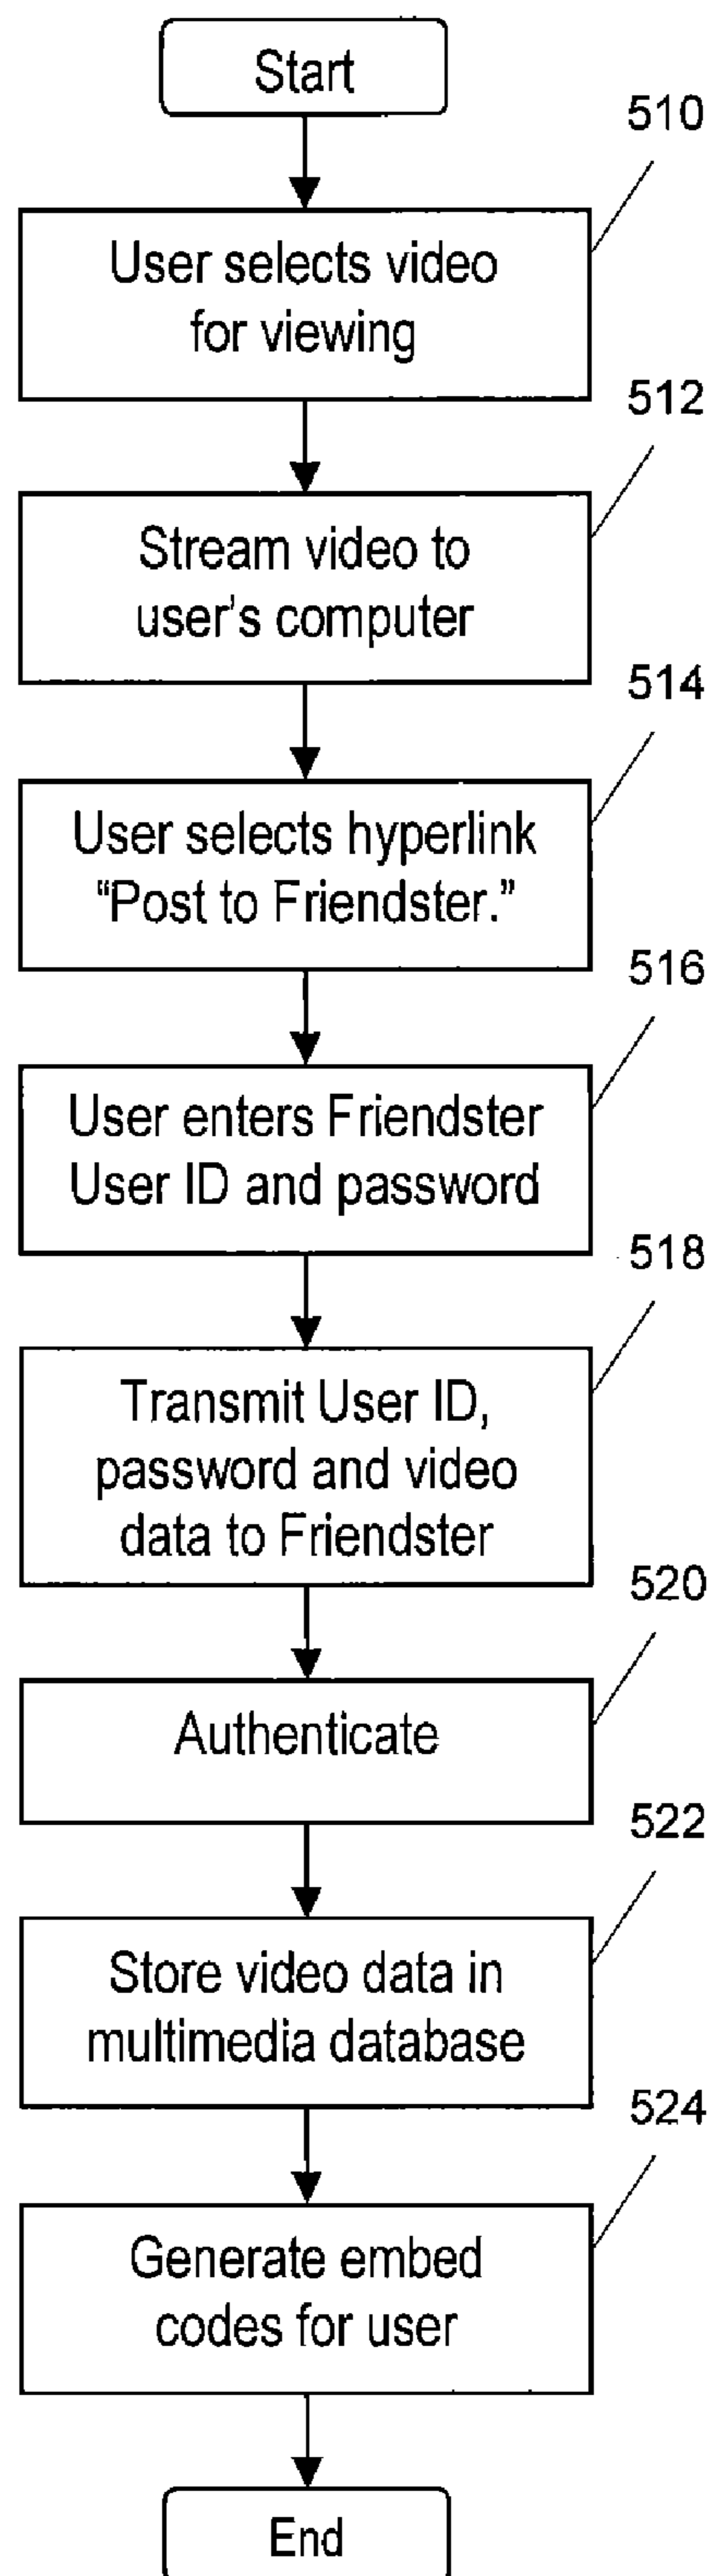 Start
510
User selects video
for viewing
512
Stream video to
user's computer
514
User selects hyperlink
“Post to Friendster.”
516
User enters Friendster
User ID and password
518
Transmit User ID,
password and video
data to Friendster
520
Authenticate
522
Store video data in
multimedia database
524
Generate embed
codes for user
End